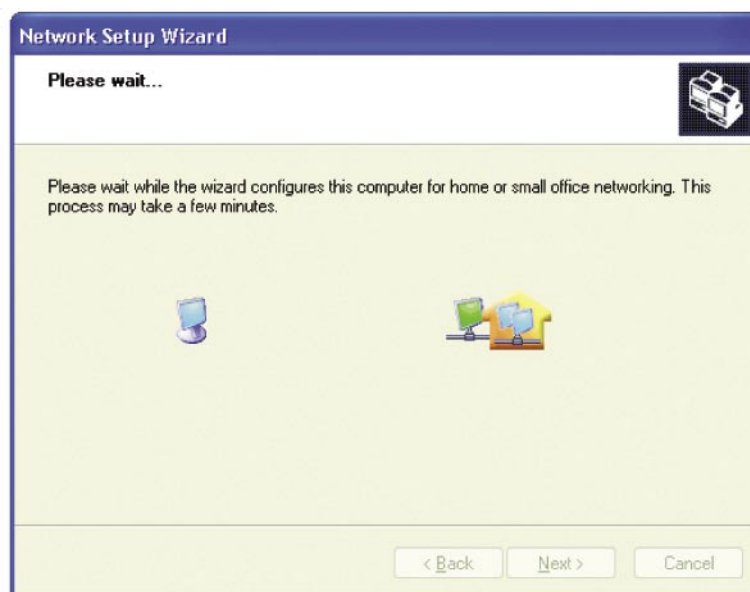 Network Setup Wizard
Please wait...
Please wait while the wizard configures this computer for home or small office networking. This
process may take a few minutes.
< Back
Next >
Cancel